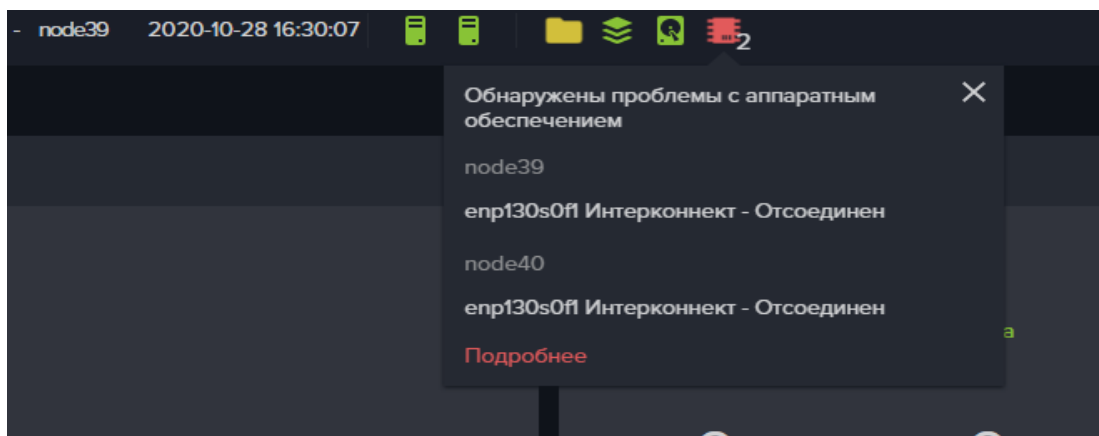 - node39 2020-10-28 16:30:07
2
Обнаружены проблемы с аппаратным
обеспечением
node39
enp130s0f1 Интерконнект - Отсоединен
node40
enp130s0f1 Интерконнект - Отсоединен
Подробнее
а